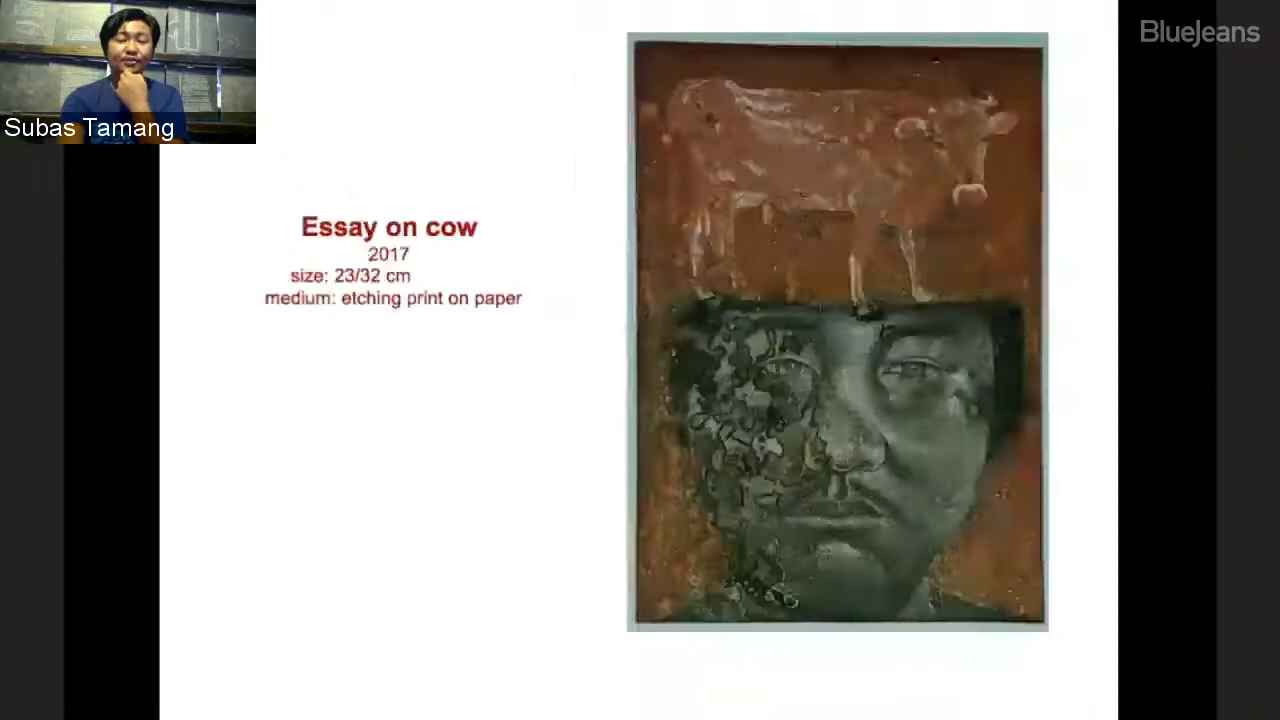 BlueJeans
Subas Tamang
Essay on cow
2017
size: 23/32 cm
medium: etching print on paper